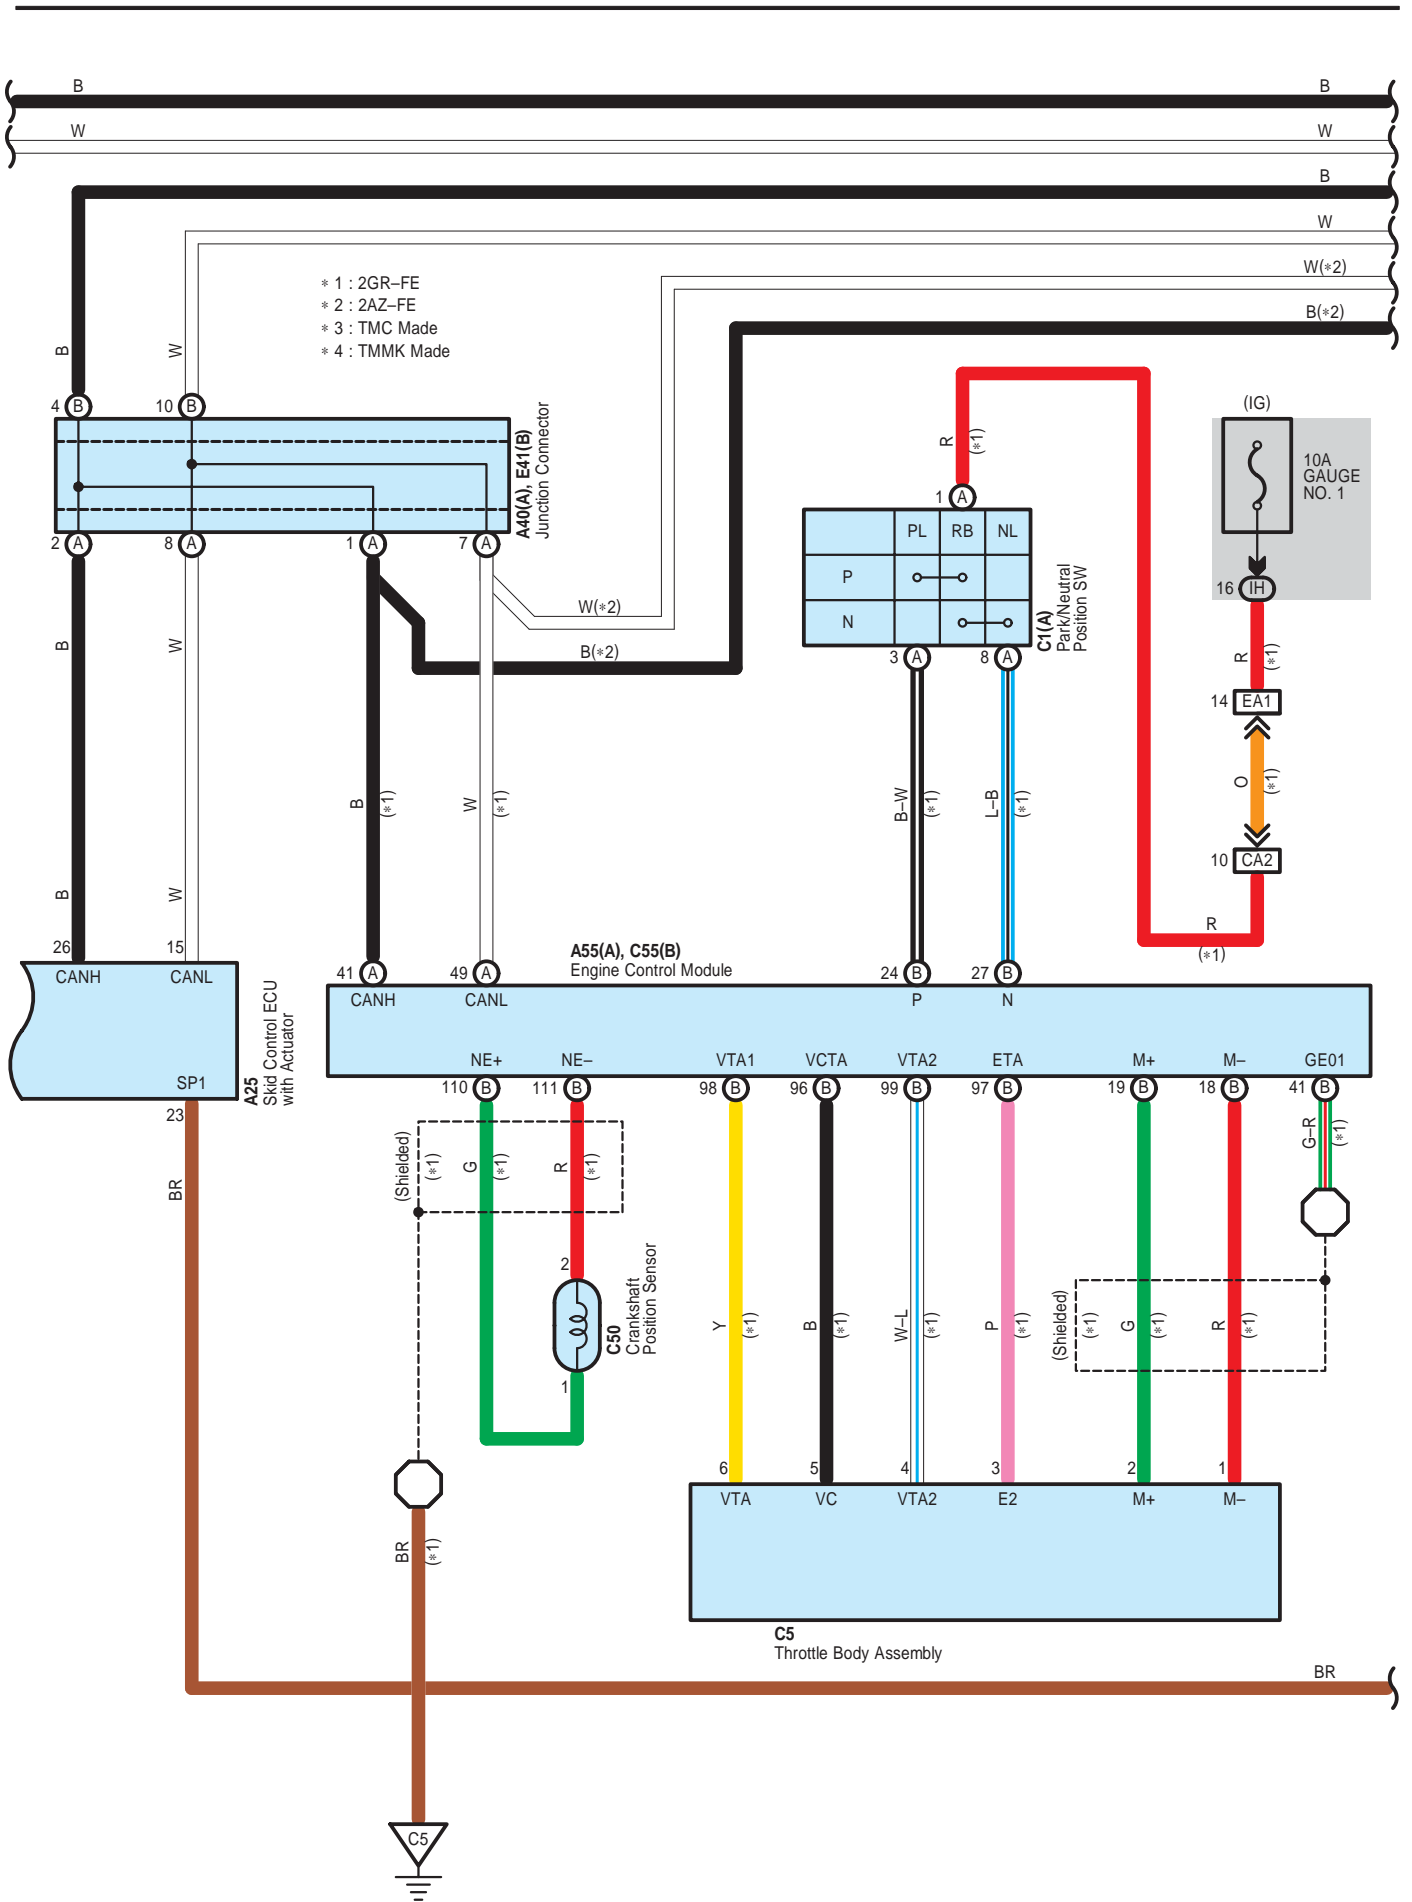 B
B
W
W
B
W
W(*2)
B(*2)
* 1 : 2GR–FE
* 2 : 2AZ–FE
* 3 : TMC Made
* 4 : TMMK Made
B
W
4 B
10 B
A40(A), E41(B)
Junction Connector
2 A
8 A
1 A
7 A
R
(*1)
1 A
PL RB NL
P
N
C1(A)
Park/Neutral
Position SW
3 A
8 A
(IG)
10A
GAUGE
NO. 1
16 IH
R
(*1)
14 EA1
O
(*1)
10 CA2
R
(*1)
W(*2)
B(*2)
B
W
B
(*1)
W
(*1)
B–W
(*1)
L–B
(*1)
B
W
26
15
CANH
CANL
SP1
A25
Skid Control ECU
with Actuator
23
BR
A55(A), C55(B)
Engine Control Module
41 A
49 A
24 B
27 B
CANH
CANL
P
N
NE+
NE–
VTA1
VCTA
VTA2
ETA
M+
M–
GE01
110 B
111 B
98 B
96 B
99 B
97 B
19 B
18 B
41 B
(Shielded)
(*1)
G
(*1)
R
(*1)
G–R
(*1)
2
C50
Crankshaft
Position Sensor
1
Y
(*1)
B
(*1)
W–L
(*1)
P
(*1)
(Shielded)
(*1)
G
(*1)
R
(*1)
6
5
4
3
2
1
VTA
VC
VTA2
E2
M+
M–
C5
Throttle Body Assembly
BR
(*1)
BR
C5